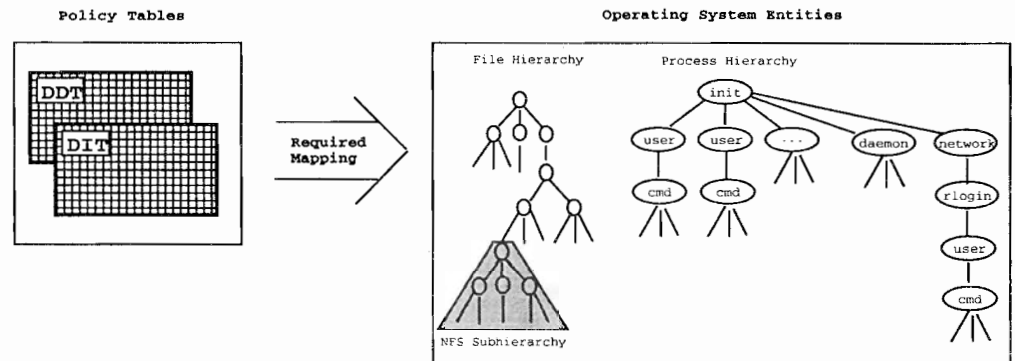 Policy Tables
Operating System Entities
DDT
DIT
Required
Mapping
File Hierarchy
Process Hierarchy
init
user
user
...
daemon
network
cmd
cmd
rlogin
user
cmd
NFS Subhierarchy